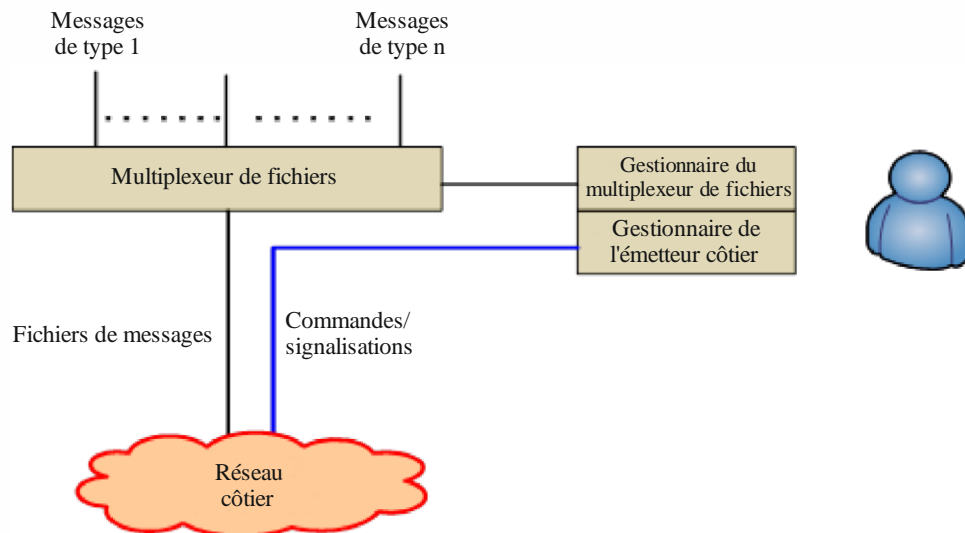 Messages
de type 1
Messages
de type n
Multiplexeur de fichiers
Gestionnaire du
multiplexeur de fichiers
Gestionnaire de
l'émetteur côtier
Fichiers de messages
Commandes/
signalisations
Réseau
côtier